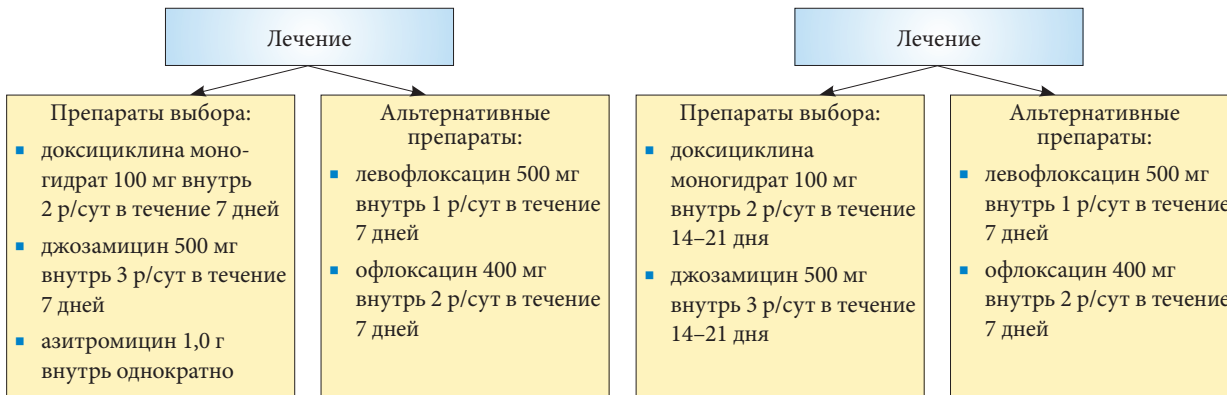 Лечение
Препараты выбора:
доксициклина моно-
гидрат 100 мг внутрь
2 р/сут в течение 7 дней
джозамицин 500 мг
внутрь 3 р/сут в течение
7 дней
азитромицин 1,0 г
внутрь однократно
Альтернативные
препараты:
левофлоксацин 500 мг
внутрь 1 р/сут в течение
7 дней
офлоксацин 400 мг
внутрь 2 р/сут в течение
7 дней
Лечение
Препараты выбора:
доксициклина
моногидрат 100 мг
внутрь 2 р/сут в течение
14–21 дня
джозамицин 500 мг
внутрь 3 р/сут в течение
14–21 дня
Альтернативные
препараты:
левофлоксацин 500 мг
внутрь 1 р/сут в течение
7 дней
офлоксацин 400 мг
внутрь 2 р/сут в течение
7 дней